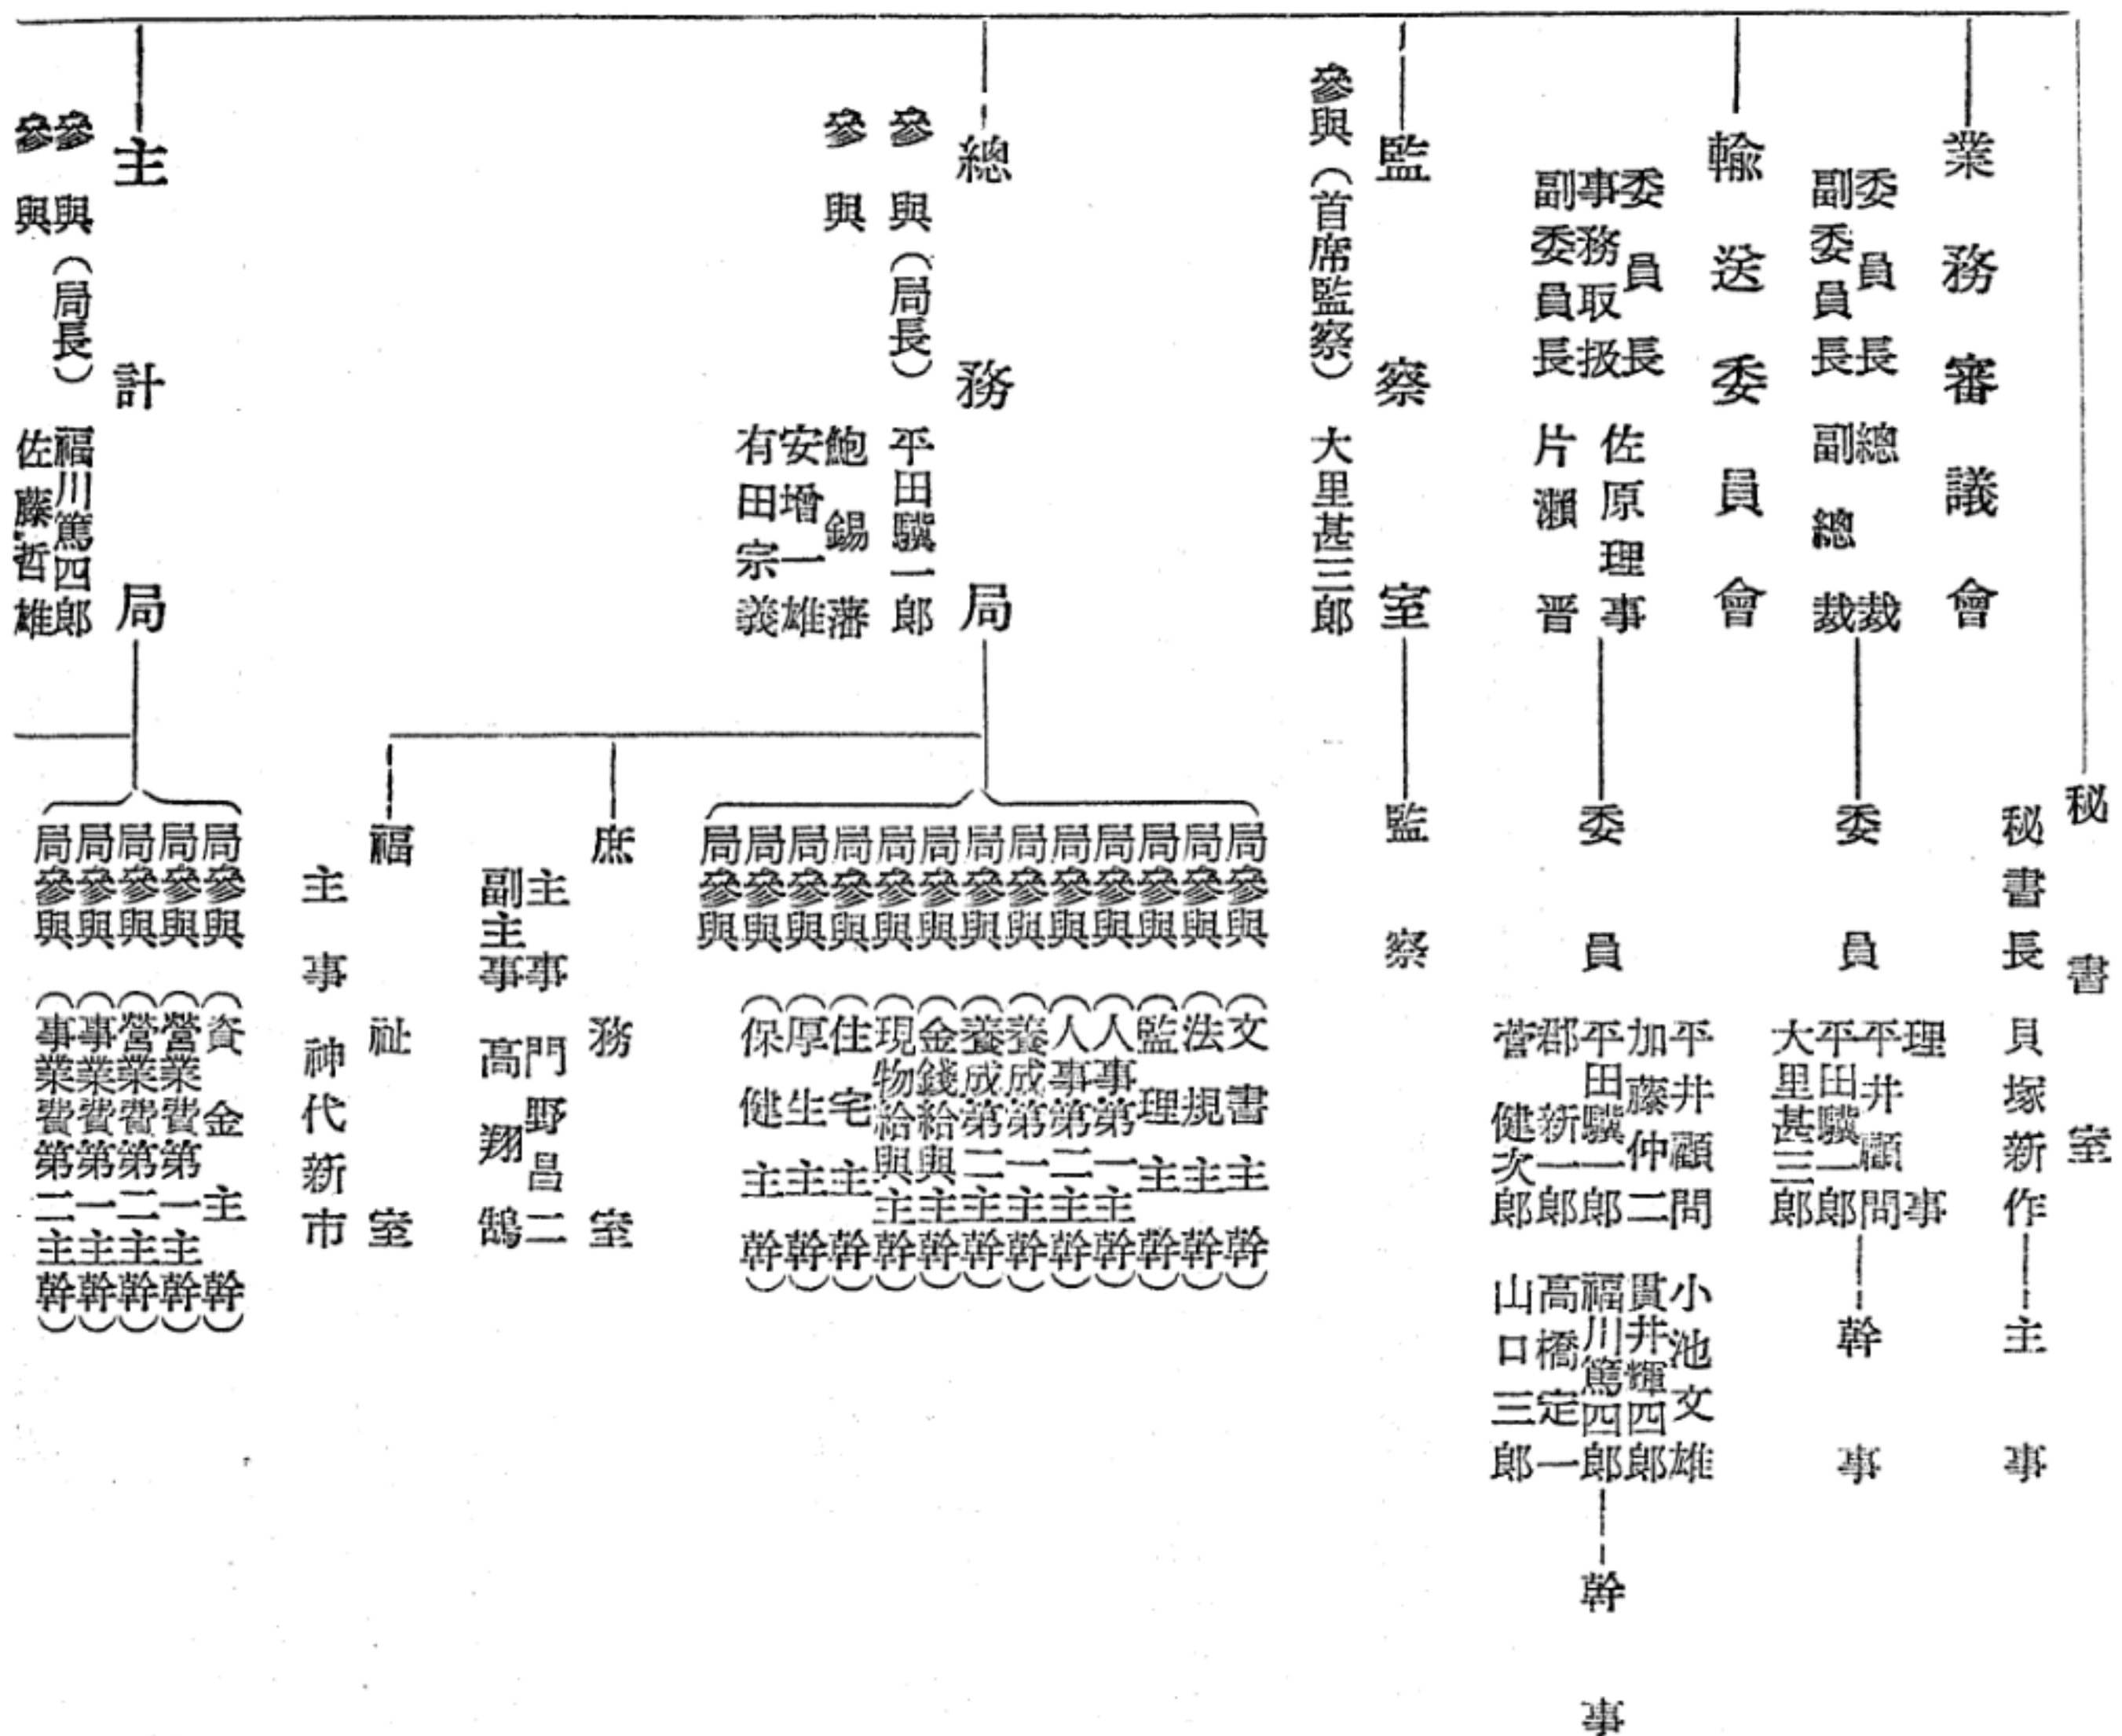 秘書室
秘書長 貝塚新作
主事
業務審議會
委員長 總裁
副委員長 副總裁
委員
理事
平井顧問
平田驥一郎
大里甚三郎
幹事
輸送委員會
委員長
事務取扱 佐原理事
副委員長 片瀨晋
委員
平井顧問 小池文雄
加藤仲二 貫井輝四郎
平田驥一郎 福川篤四郎
郡新一郎 高橋定一
菅健次郎 山口三郎
幹事
監察室
參與(首席監察) 大里甚三郎
監察
總務局
參與(局長) 平田驥一郎
參與 鮑錫藩
安增一雄
有田宗義
局參與(文書主幹)
局參與(法規主幹)
局參與(監理主幹)
局參與(人事第一主幹)
局參與(人事第二主幹)
局參與(養成第一主幹)
局參與(養成第二主幹)
局參與(金錢給與主幹)
局參與(現物給與主幹)
局參與(住宅主幹)
局參與(厚生主幹)
局參與(保健主幹)
局參與
庶務室
主事 門野昌二
副主事 高翔鵠
福祉室
主事 神代新市
主計局
參與(局長) 福川篤四郎
參與 佐藤哲雄
局參與(資金主幹)
局參與(營業費第一主幹)
局參與(營業費第二主幹)
局參與(事業費第一主幹)
局參與(事業費第二主幹)